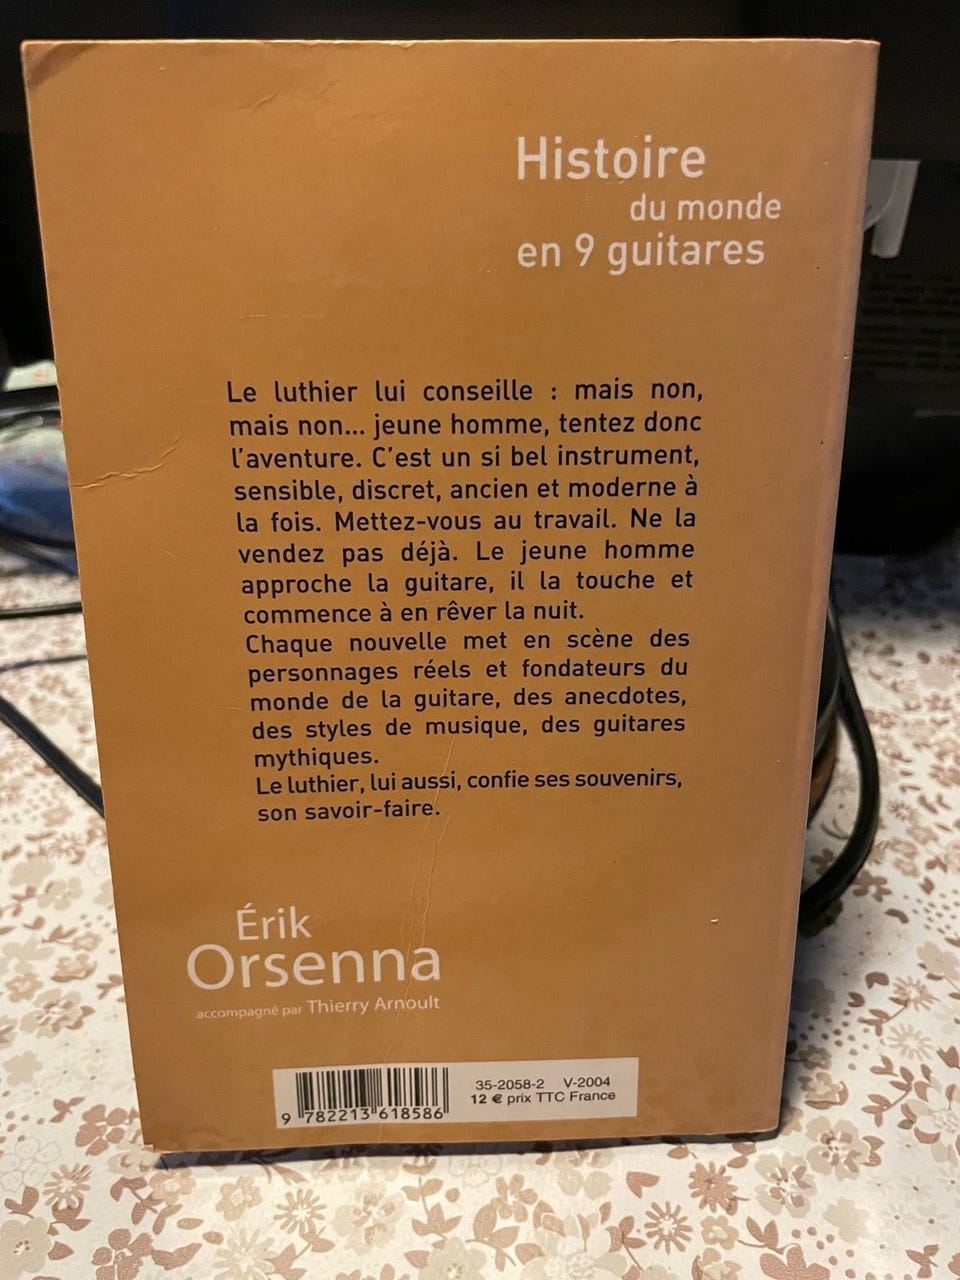 Histoire
du monde
en 9 guitares
Le luthier lui conseille : mais non,
mais non... jeune homme, tentez donc
l'aventure. C'est un si bel instrument,
sensible, discret, ancien et moderne à
la fois. Mettez-vous au travail. Ne la
vendez pas déjà. Le jeune homme
approche la guitare, il la touche et
commence à en rêver la nuit.
Chaque nouvelle met en scène des
personnages réels et fondateurs du
monde de la guitare, des anecdotes,
des styles de musique, des guitares
mythiques.
Le luthier, lui aussi, confie ses souvenirs,
son savoir-faire.
Érik
Orsenna
accompagné par Thierry Arnoult
35-2058-2 V-2004
12 € prix TTC France
9 782213 618586